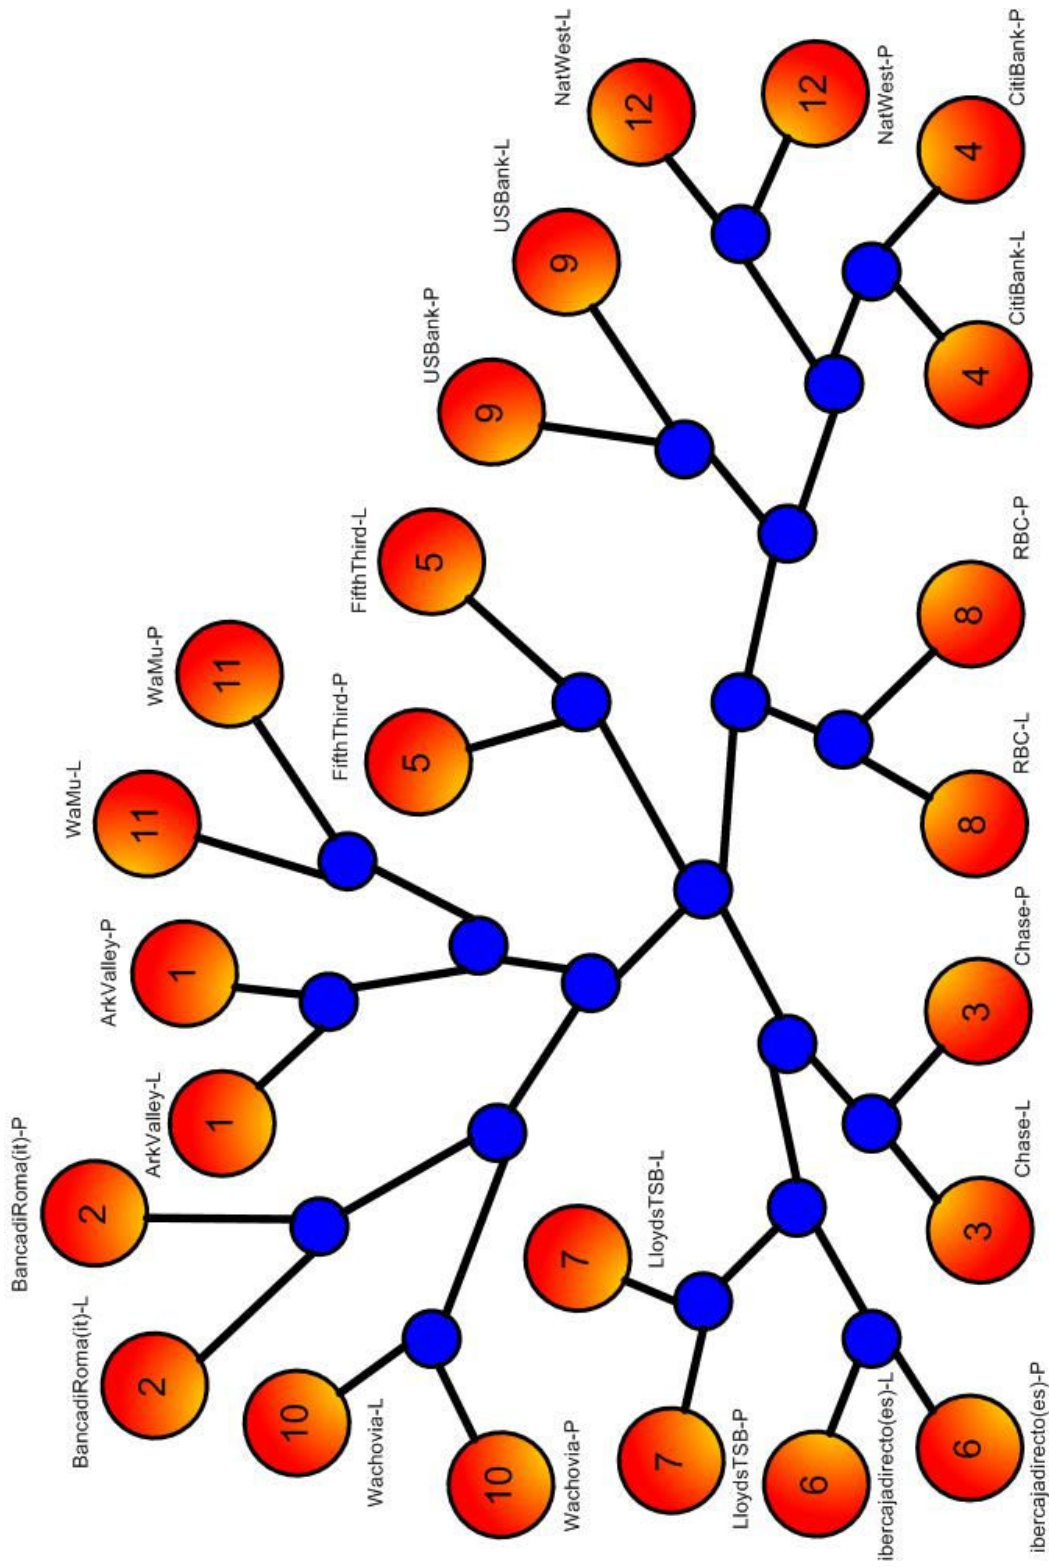 BancadiRoma(it)-P
2
BancadiRoma(it)-L
2
Wachovia-L
10
Wachovia-P
10
ArkValley-L
1
ArkValley-P
1
WaMu-L
11
WaMu-P
11
LloydsTSB-L
7
LloydsTSB-P
7
ibercajadirecto(es)-L
6
ibercajadirecto(es)-P
6
Chase-L
3
Chase-P
3
FifthThird-P
5
FifthThird-L
5
RBC-L
8
RBC-P
8
USBank-P
9
USBank-L
9
NatWest-L
12
NatWest-P
12
CitiBank-L
4
CitiBank-P
4